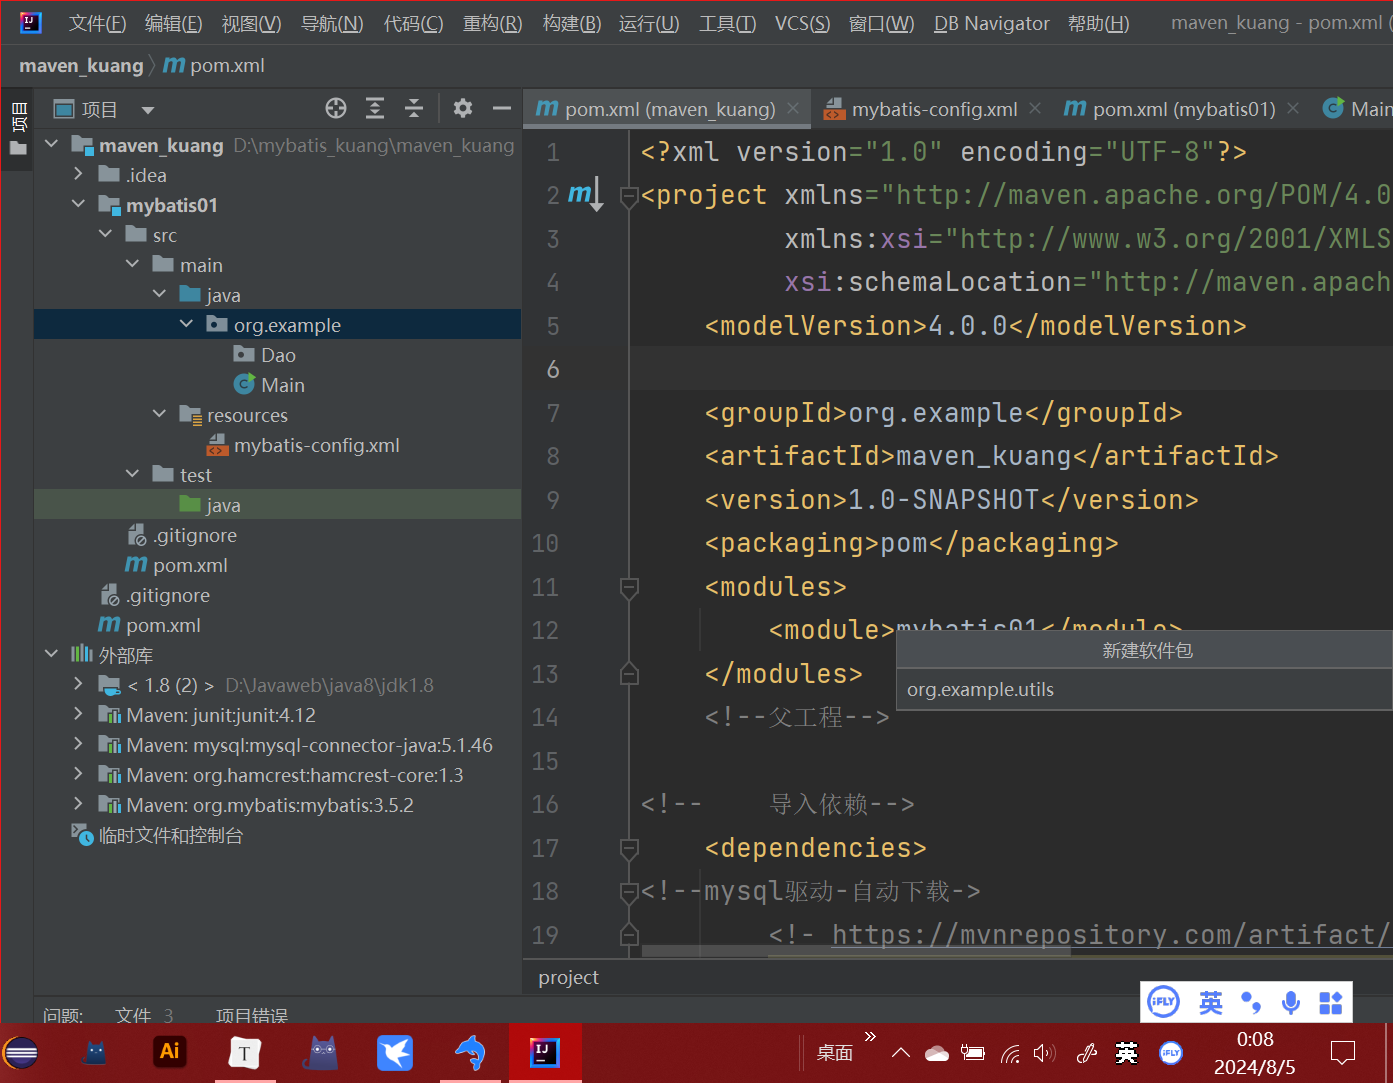 文件(F) 编辑(E) 视图(V) 导航(N) 代码(C) 重构(R) 构建(B) 运行(U) 工具(T) VCS(S) 窗口(W) DB Navigator 帮助(H) maven_kuang - pom.xml (
maven_kuang pom.xml
项目
项目
pom.xml (maven_kuang) mybatis-config.xml pom.xml (mybatis01) Main
maven_kuang D:\mybatis_kuang\maven_kuang
.idea
mybatis01
src
main
java
org.example
Dao
Main
resources
mybatis-config.xml
test
java
.gitignore
pom.xml
.gitignore
pom.xml
外部库
< 1.8 (2) > D:\Javaweb\java8\jdk1.8
Maven: junit:junit:4.12
Maven: mysql:mysql-connector-java:5.1.46
Maven: org.hamcrest:hamcrest-core:1.3
Maven: org.mybatis:mybatis:3.5.2
临时文件和控制台
1 <?xml version="1.0" encoding="UTF-8"?>
2 <project xmlns="http://maven.apache.org/POM/4.0
3 xmlns:xsi="http://www.w3.org/2001/XMLS
4 xsi:schemaLocation="http://maven.apach
5 <modelVersion>4.0.0</modelVersion>
6
7 <groupId>org.example</groupId>
8 <artifactId>maven_kuang</artifactId>
9 <version>1.0-SNAPSHOT</version>
10 <packaging>pom</packaging>
11 <modules>
12 <module>mybatis01</module>
13 </modules>
14 <!--父工程-->
15
16 <!-- 导入依赖-->
17 <dependencies>
18 <!--mysql驱动-自动下载->
19 <!- https://mvnrepository.com/artifact/
新建软件包
org.example.utils
project
问题: 文件 3 项目错误
iFLY 英
Ai T IJ 桌面 » 英 iFLY
0:08
2024/8/5